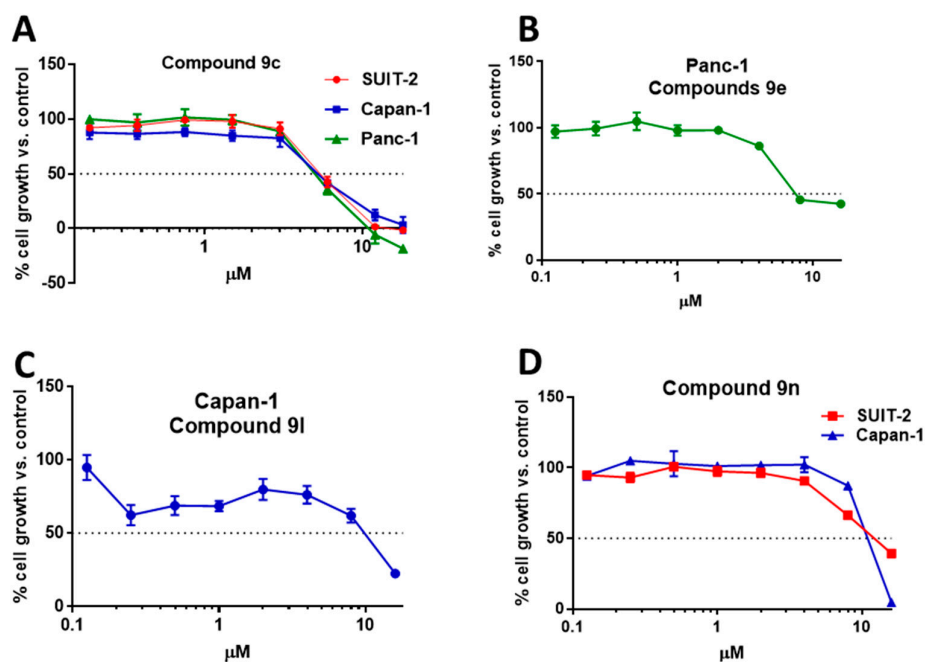 A
Compound 9c
SUIT-2
Capan-1
Panc-1
% cell growth vs. control
150
100
50
0
-50
1
10
μM
B
Panc-1
Compounds 9e
% cell growth vs. control
150
100
50
0
0.1
1
10
μM
C
Capan-1
Compound 9l
% cell growth vs. control
150
100
50
0
0.1
1
10
μM
D
Compound 9n
SUIT-2
Capan-1
% cell growth vs. control
150
100
50
0
0.1
1
10
μM